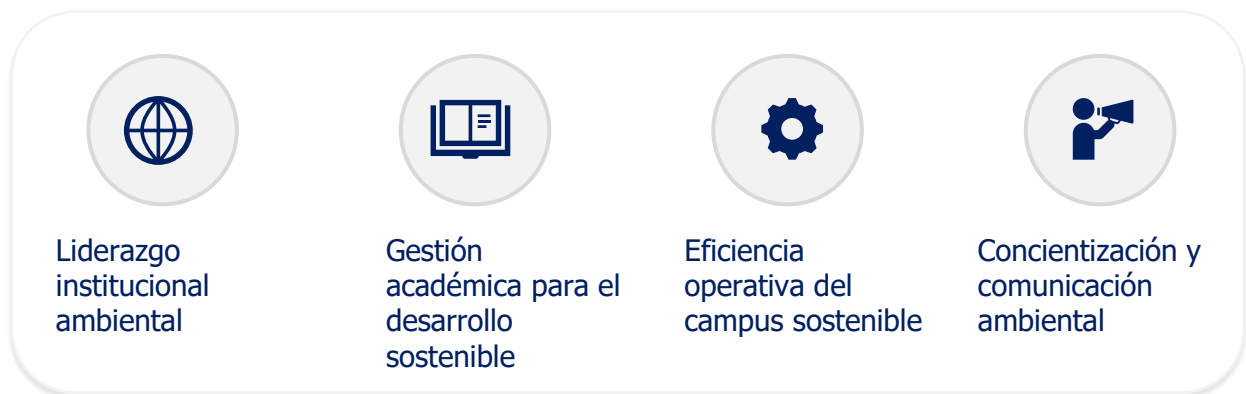 Liderazgo
institucional
ambiental
Gestión
académica para el
desarrollo
sostenible
Eficiencia
operativa del
campus sostenible
Concientización y
comunicación
ambiental